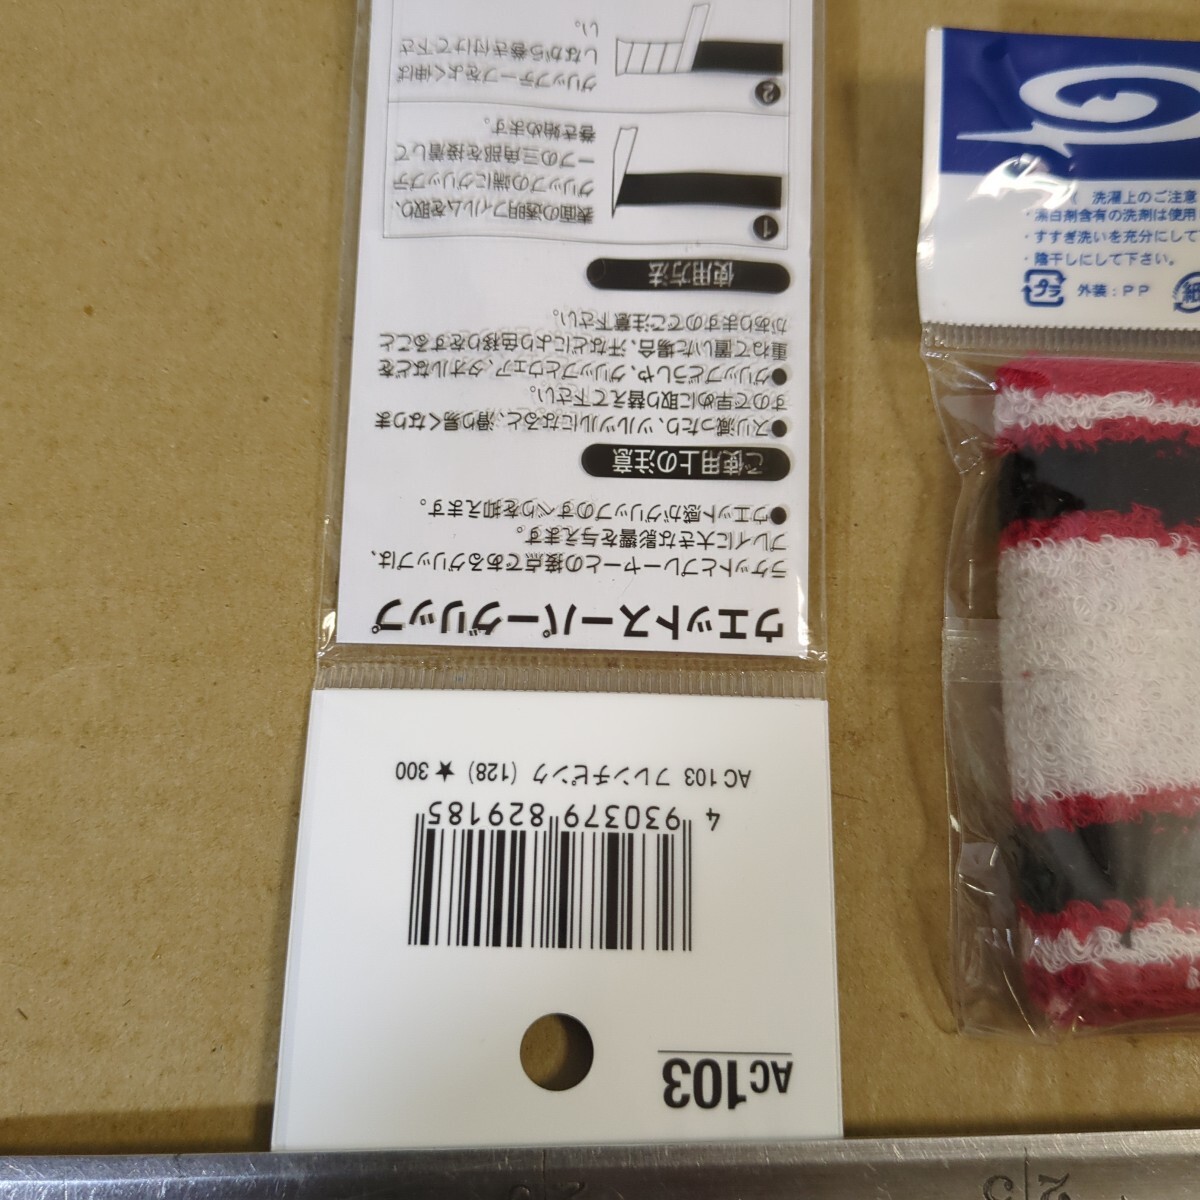 AC103
4 930379 829185
AC103 フレンチピンク (128) ★300
ウエットスーパーグリップ
ラケットとプレーヤーとの接点であるグリップは、
プレイに大きな影響を与えます。
●ウエット感がグリップのすべりを抑えます。
ご使用上の注意
●スリ減ったり、ツルツルになると、滑り易くなりま
すので早めに取り替えて下さい。
●グリップどうしや、グリップとウエア、タオルなどを
重ねて置いた場合、汗などにより色移りをすること
がありますのでご注意下さい。
使用方法
1
表面の透明フィルムを取り、
グリップの端にグリップテ
ープの三角部を接着して
巻き始めます。
2
グリップテープをよく伸ば
しながら巻き付けて下さ
い。
( 洗濯上のご注意
・漂白剤含有の洗剤は使用
・すすぎ洗いを充分にして
・陰干しにして下さい。
プラ 外装：PP 紙